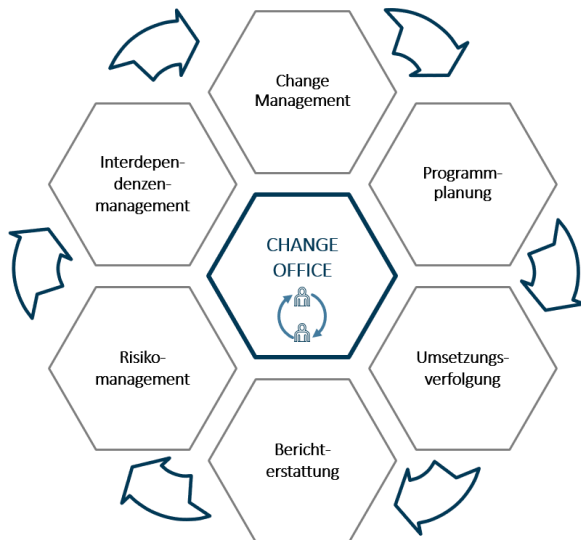 Change
Management
Interdepen-
denzen-
management
Programm-
planung
CHANGE
OFFICE
Risiko-
management
Umsetzungs-
verfolgung
Bericht-
erstattung